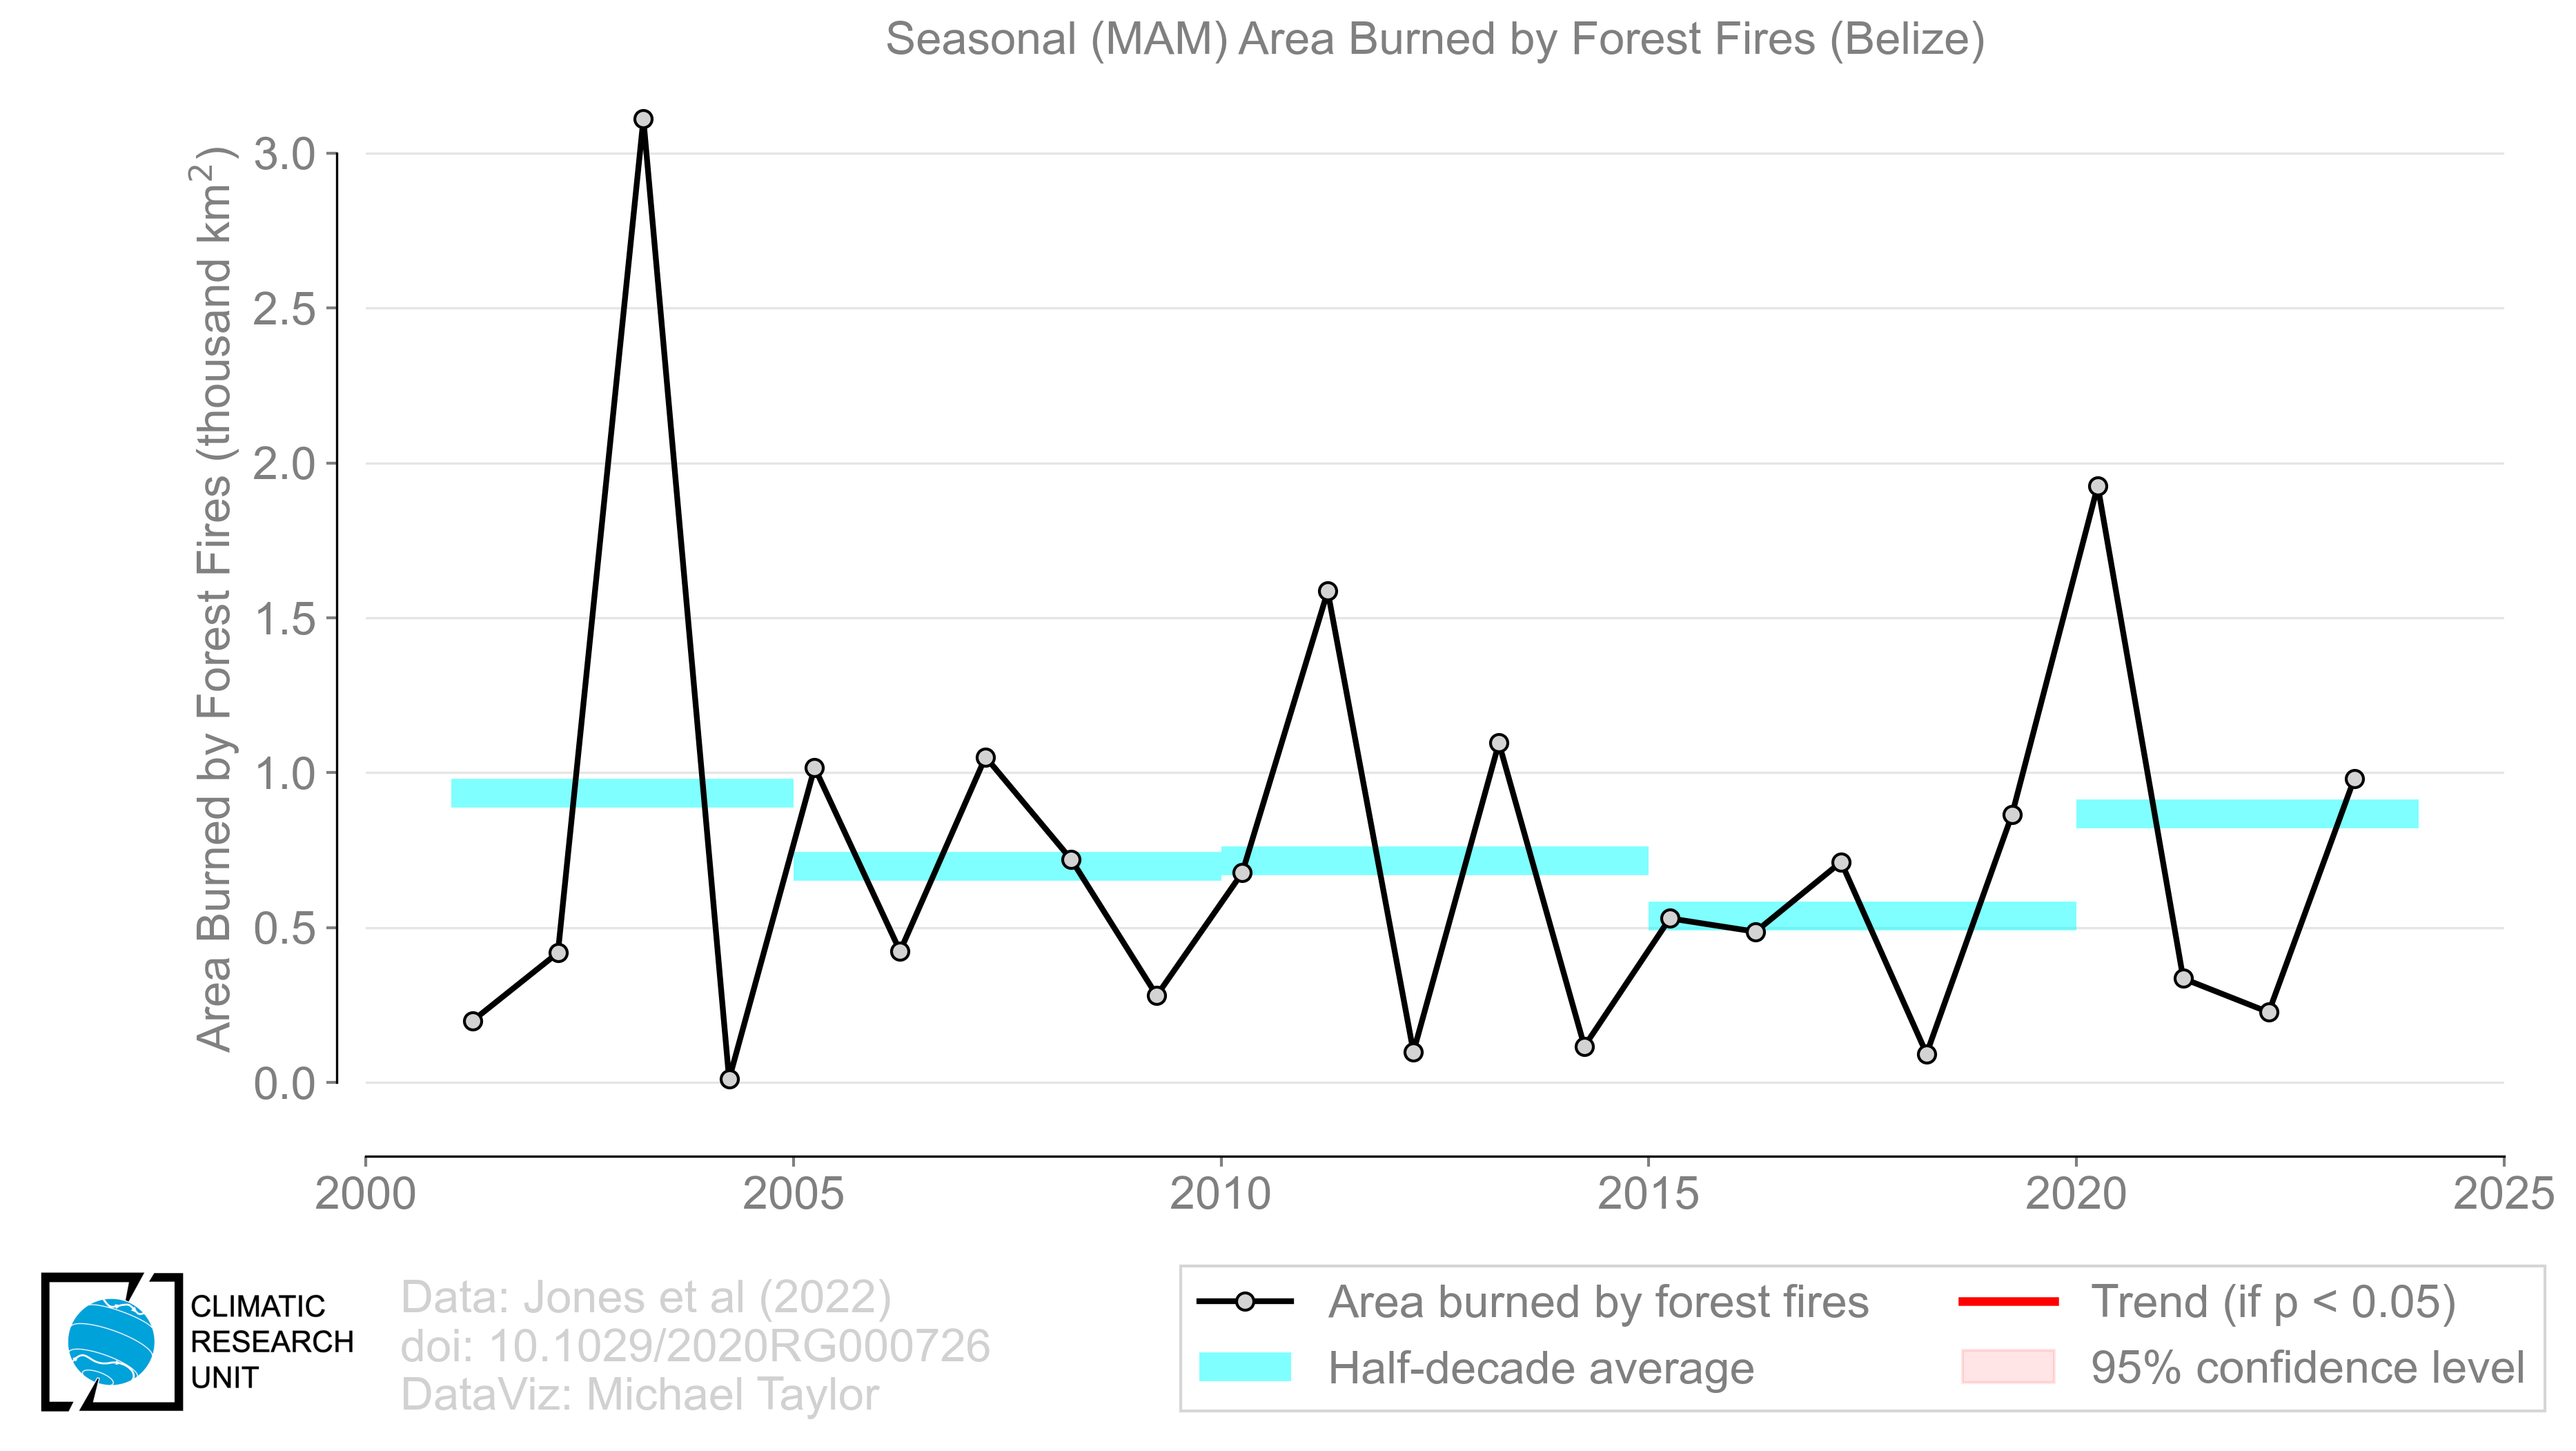 Seasonal (MAM) Area Burned by Forest Fires (Belize)
Area Burned by Forest Fires (thousand km²)
3.0
2.5
2.0
1.5
1.0
0.5
0.0
2000
2005
2010
2015
2020
2025
CLIMATIC
RESEARCH
UNIT
Data: Jones et al (2022)
doi: 10.1029/2020RG000726
DataViz: Michael Taylor
Area burned by forest fires
Half-decade average
Trend (if p < 0.05)
95% confidence level